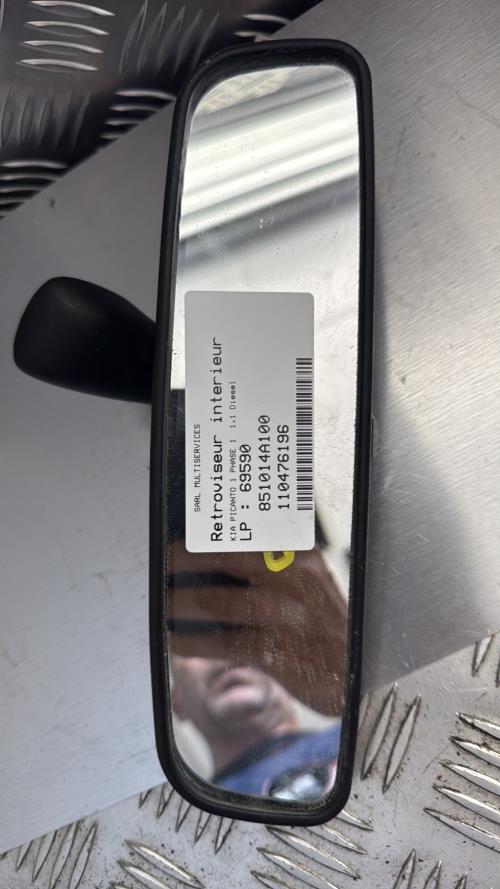 SARL MULTISERVICES
Retroviseur interieur
KIA PICANTO 1 PHASE 1 1.1 Diesel
LP : 69590
851014A100
110476196